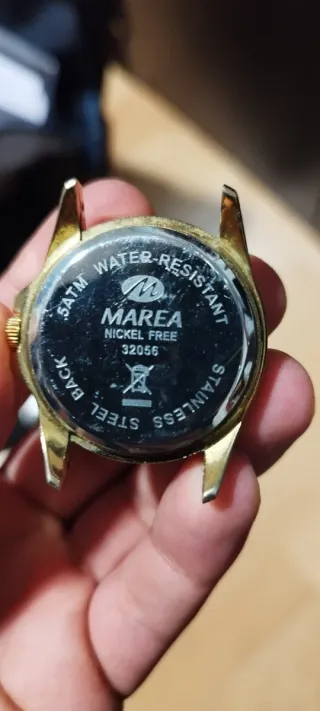 5ATM WATER-RESISTANT
M
MAREA
NICKEL FREE
32056
STAINLESS STEEL BACK